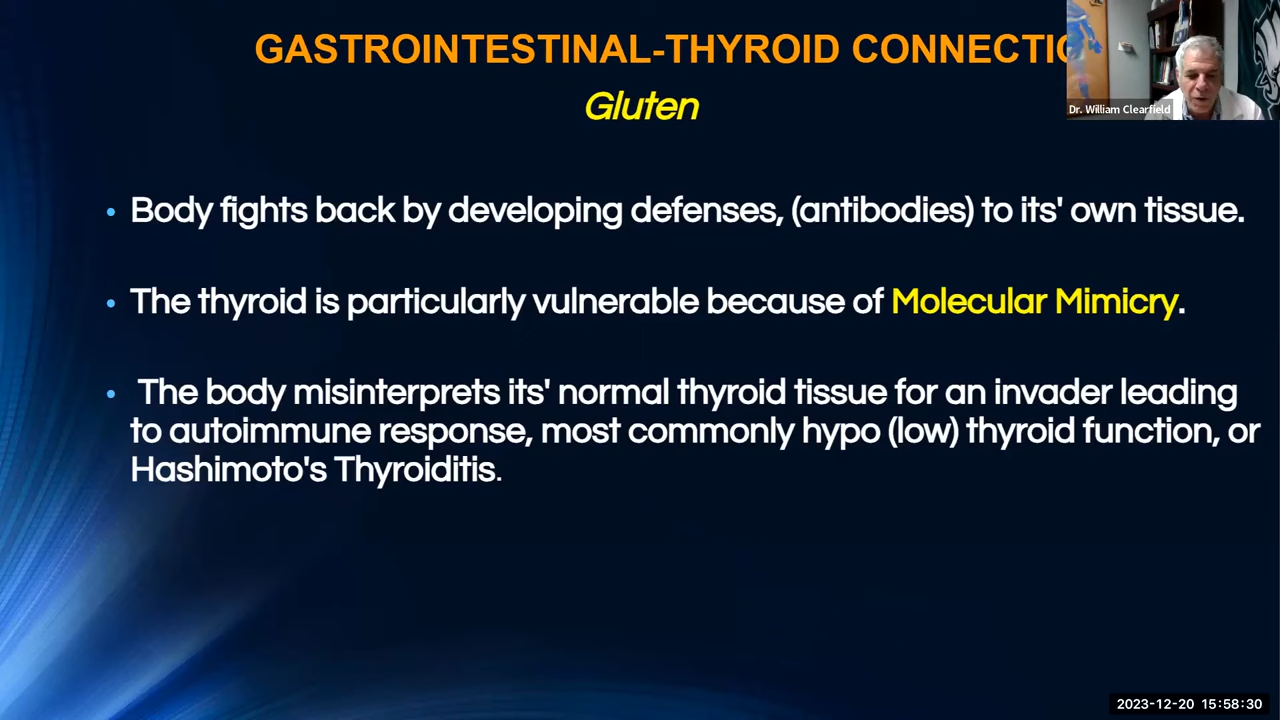 GASTROINTESTINAL-THYROID CONNECTIO
Gluten
Dr. William Clearfield
• Body fights back by developing defenses, (antibodies) to its' own tissue.
• The thyroid is particularly vulnerable because of Molecular Mimicry.
• The body misinterprets its' normal thyroid tissue for an invader leading
to autoimmune response, most commonly hypo (low) thyroid function, or
Hashimoto's Thyroiditis.
2023-12-20 15:58:30